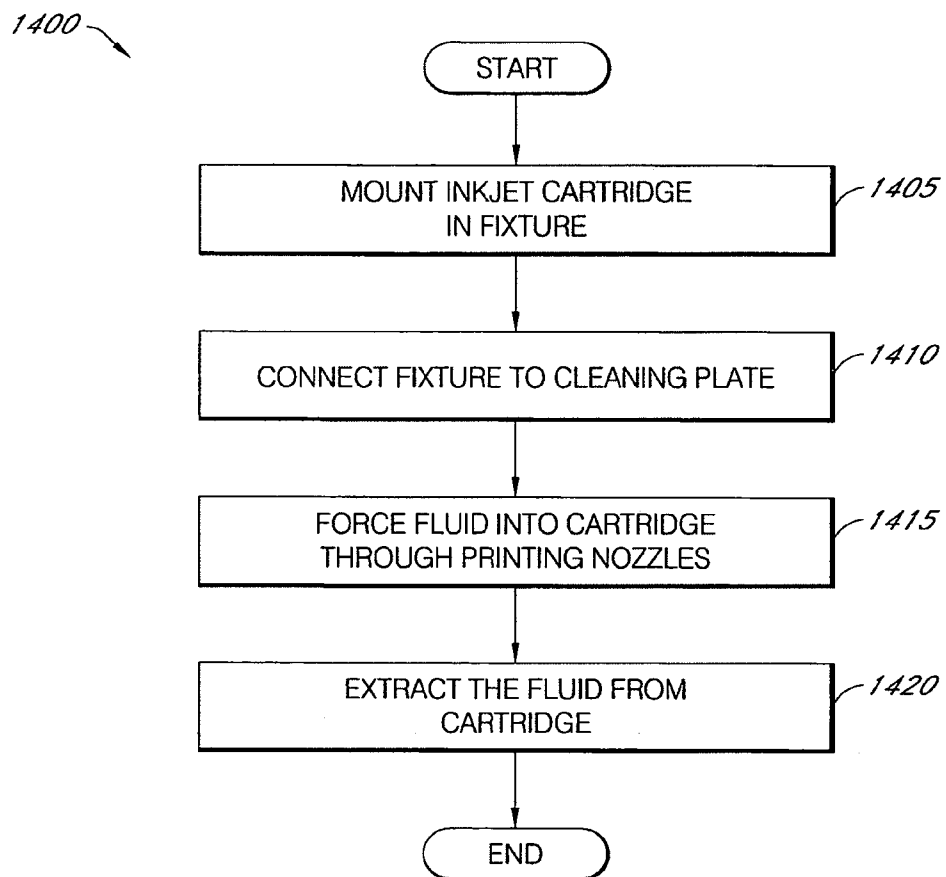 1400
START
MOUNT INKJET CARTRIDGE
IN FIXTURE
1405
CONNECT FIXTURE TO CLEANING PLATE
1410
FORCE FLUID INTO CARTRIDGE
THROUGH PRINTING NOZZLES
1415
EXTRACT THE FLUID FROM
CARTRIDGE
1420
END